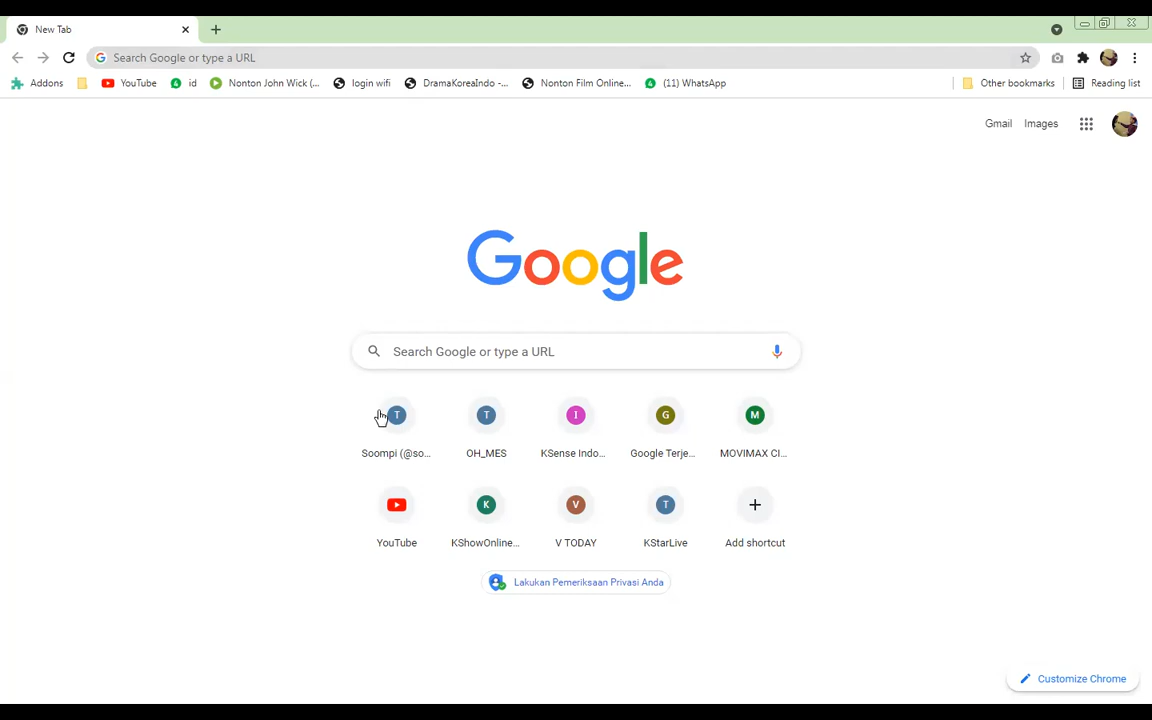 New Tab
Search Google or type a URL
Addons YouTube id Nonton John Wick (... login wifi DramaKoreaIndo -... Nonton Film Online... (11) WhatsApp Other bookmarks Reading list
Gmail Images
Google
Search Google or type a URL
T T I G M
Soompi (@so... OH_MES KSense Indo... Google Terje... MOVIMAX CI...
K V T
YouTube KShowOnline... V TODAY KStarLive Add shortcut
Lakukan Pemeriksaan Privasi Anda
Customize Chrome